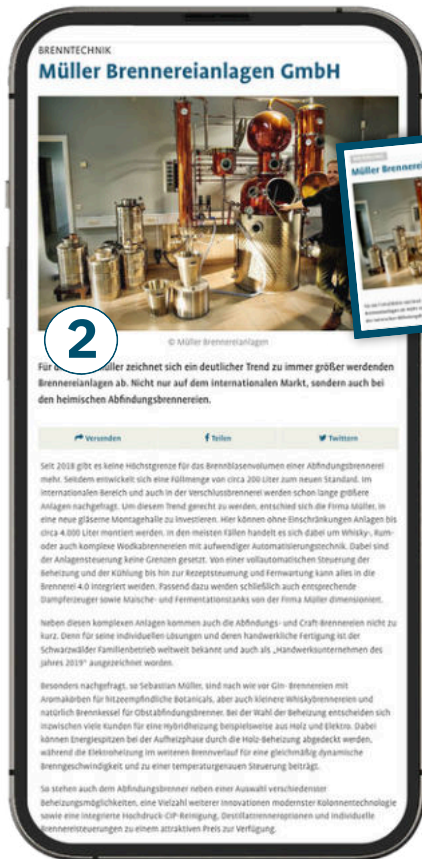 BRENNTECHNIK
Müller Brennereianlagen GmbH
Müller Brennerei
2
© Müller Brennereianlagen
Für zeichnet sich ein deutlicher Trend zu immer größer werdenden
Brennereianlagen ab. Nicht nur auf dem internationalen Markt, sondern auch bei
den heimischen Abfindungsbrennereien.
Versenden
Teilen
Twittern
Seit 2018 gibt es keine Höchstgrenze für das Brennblasenvolumen einer Abfindungsbrennerei
mehr. Seitdem entwickelt sich eine Füllmenge von circa 200 Liter zum neuen Standard. Im
internationalen Bereich und auch in der Verschlussbrennerei werden schon lange größere
Anlagen nachgefragt. Um diesem Trend gerecht zu werden, entschied sich die Firma Müller, in
eine neue gläserne Montagehalle zu investieren. Hier können ohne Einschränkungen Anlagen bis
circa 4.000 Liter montiert werden. In den meisten Fällen handelt es sich dabei um Whisky-, Rum-
oder auch komplexe Wodkabrennereien mit aufwendiger Automatisierungstechnik. Dabei sind
der Anlagensteuerung keine Grenzen gesetzt. Von einer vollautomatischen Steuerung der
Beheizung und der Kühlung bis hin zur Rezeptsteuerung und Fernwartung kann alles in die
Brennerei 4.0 integriert werden. Passend dazu werden schließlich auch entsprechende
Dampferzeuger sowie Maische- und Fermentationstanks von der Firma Müller dimensioniert.
Neben diesen komplexen Anlagen kommen auch die Abfindungs- und Craft-Brennereien nicht zu
kurz. Denn für seine individuellen Lösungen und deren handwerkliche Fertigung ist der
Schwarzwälder Familienbetrieb weltweit bekannt und auch als „Handwerksunternehmen des
Jahres 2019" ausgezeichnet worden.
Besonders nachgefragt, so Sebastian Müller, sind nach wie vor Gin- Brennereien mit
Aromakörben für hitzeempfindliche Botanicals, aber auch kleinere Whiskybrennereien und
natürlich Brennkessel für Obstabfindungsbrenner. Bei der Wahl der Beheizung entscheiden sich
inzwischen viele Kunden für eine Hybridheizung beispielsweise aus Holz und Elektro. Dabei
können Energiespitzen bei der Aufheizphase durch die Holz-Beheizung abgedeckt werden,
während die Elektroheizung im weiteren Brennverlauf für eine gleichmäßig dynamische
Brenngeschwindigkeit und zu einer temperaturgenauen Steuerung beiträgt.
So stehen auch dem Abfindungsbrenner neben einer Auswahl verschiedenster
Beheizungsmöglichkeiten, eine Vielzahl weiterer Innovationen modernster Kolonnentechnologie
sowie eine integrierte Hochdruck-CIP-Reinigung, Destillattrenneroptionen und individuelle
Brennereisteuerungen zu einem attraktiven Preis zur Verfügung.